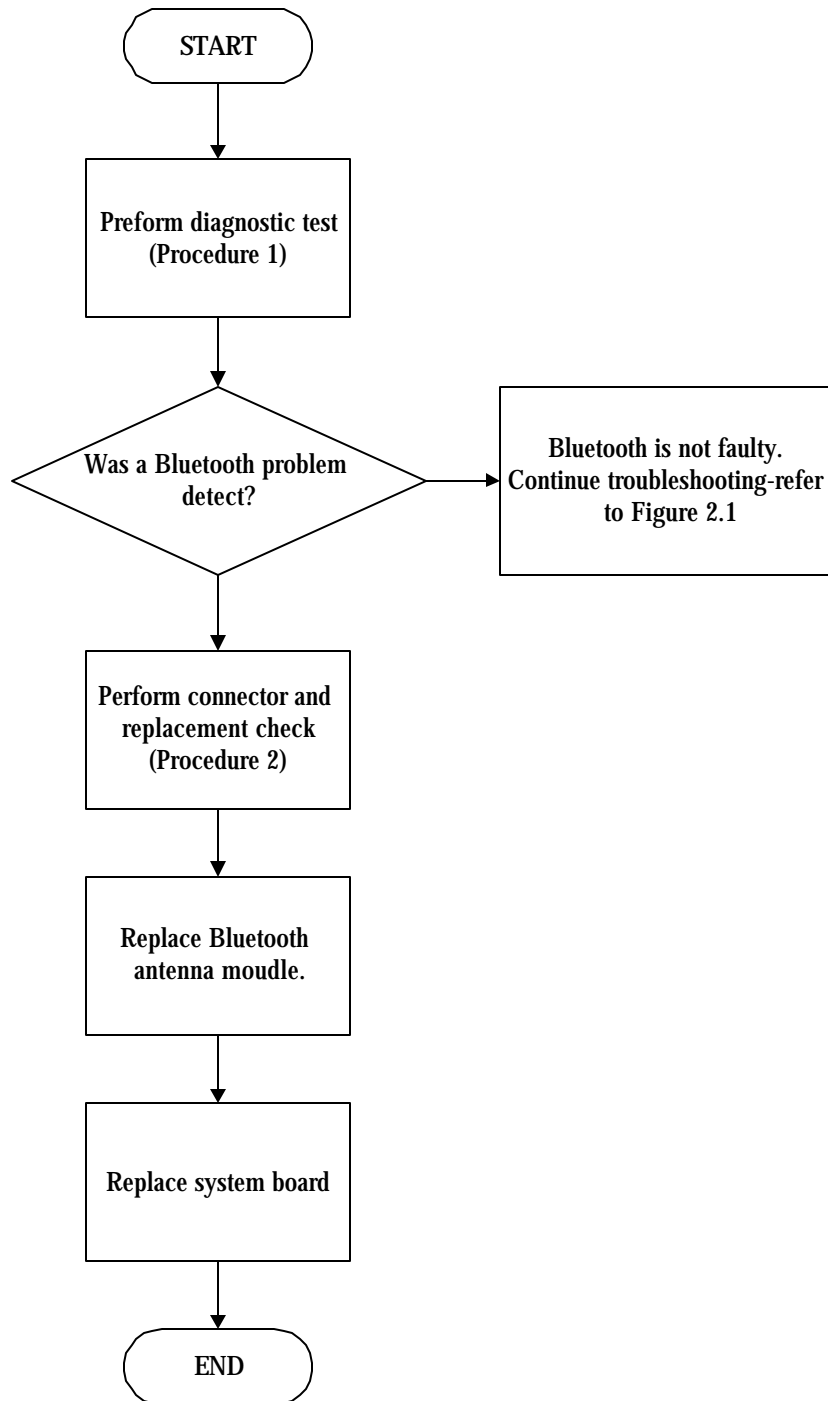 START
Preform diagnostic test
(Procedure 1)
Was a Bluetooth problem
detect?
Bluetooth is not faulty.
Continue troubleshooting-refer
to Figure 2.1
Perform connector and
replacement check
(Procedure 2)
Replace Bluetooth
antenna moudle.
Replace system board
END